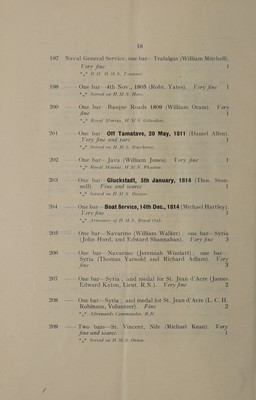 18
197 Naval General Service, one bar—Trafalgar (William Mitchell).
Very fine 1
*** H.M.S.
199 —— One bar—4th Nov., 1805 (Robt. Yates). Very fine 1
*** Served on H.M.S. Hero.
200 —— One bar—Basque Roads 1809 (William Oram). Very
fine 1
*** Royal Marine, H.M.S. Gibraltar.
201 —— One bar—Off Tamatave, 20 May, 1811 (Daniel Allen).
Very fine and rare 1
*** Served on H.M.S. Racehorse.
202 —— One bar—Java (William Jones). Very fine 1
*** Royal Marine, H.M.S. Phaeton.
203 —— One bar—Gluckstadt, 5th January, 1814 (Thos.
nell). Fine and scarce 1
*** Served on H.M.S. Désirée.
204 —— One bar—Boat Service, 14th Dec., 1814 (Michael Hartley).
Very fine 1
*** Armourer of H.M.S. Royal Oak.
205 —— One bar—Navarino (William Walker); one bar—Syria
(John Hurd, and Edward Shannahan). Very fine 3
206 —— One bar—Navarino (Jeremiah Winslatt); one bar—
Syria (Thomas Yarnold and Richard Adlam). Very
fine 3
207 —— One bar—Syria; and medal for St. Jean d'Acre (James
Edward Katon, Lieut. R.N.). Very fine 2
208 —— One bar—Syria; and medal for St. Jean d'Acre (L. C. H.
Robinson, Volunteer). Fine 2
*** Afterwards Commander, R.N.
209 —— Two bars—St. Vincent, Nile (Michael Kean). Very
fine and scarce. 1
*** Served on H.M.S. Orion.